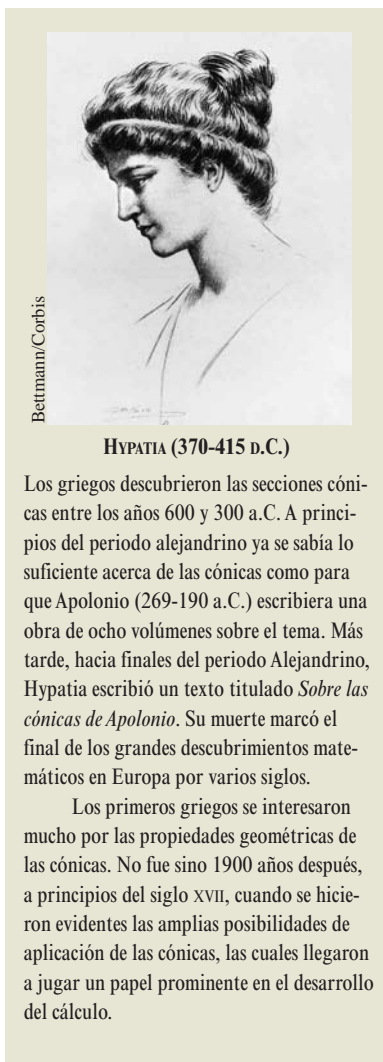 Bettmann/Corbis
HYPATIA (370-415 D.C.)
Los griegos descubrieron las secciones cóni-
cas entre los años 600 y 300 a.C. A princi-
pios del periodo alejandrino ya se sabía lo
suficiente acerca de las cónicas como para
que Apolonio (269-190 a.C.) escribiera una
obra de ocho volúmenes sobre el tema. Más
tarde, hacia finales del periodo Alejandrino,
Hypatia escribió un texto titulado Sobre las
cónicas de Apolonio. Su muerte marcó el
final de los grandes descubrimientos mate-
máticos en Europa por varios siglos.
Los primeros griegos se interesaron
mucho por las propiedades geométricas de
las cónicas. No fue sino 1900 años después,
a principios del siglo XVII, cuando se hicie-
ron evidentes las amplias posibilidades de
aplicación de las cónicas, las cuales llegaron
a jugar un papel prominente en el desarrollo
del cálculo.